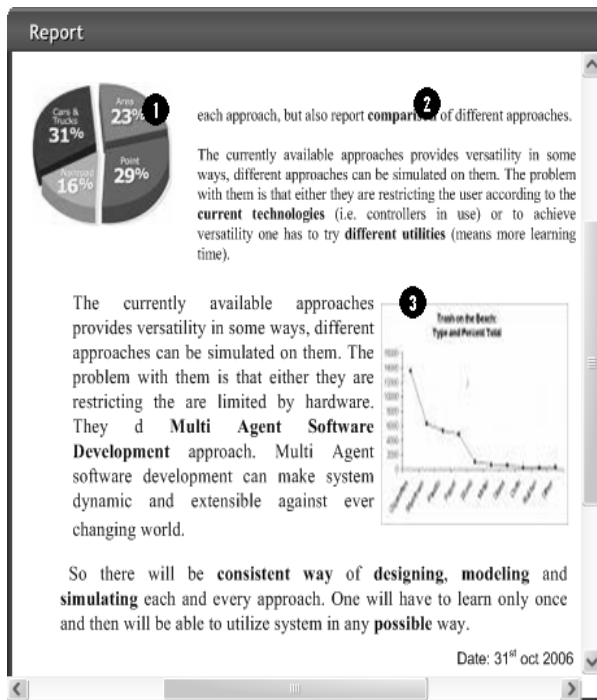 Report
Cars &
Trucks
31%
Area
23%
16%
Point
29%
1
2
each approach, but also report of different approaches.
The currently available approaches provides versatility in some
ways, different approaches can be simulated on them. The problem
with them is that either they are restricting the user according to the
current technologies (i.e. controllers in use) or to achieve
versatility one has to try different utilities (means more learning
time).
The currently available approaches
provides versatility in some ways, different
approaches can be simulated on them. The
problem with them is that either they are
restricting the are limited by hardware.
They d Multi Agent Software
Development approach. Multi Agent
software development can make system
dynamic and extensible against ever
changing world.
3
Trash on the Beach:
Type and Percent Total
So there will be consistent way of designing, modeling and
simulating each and every approach. One will have to learn only once
and then will be able to utilize system in any possible way.
Date: 31st oct 2006